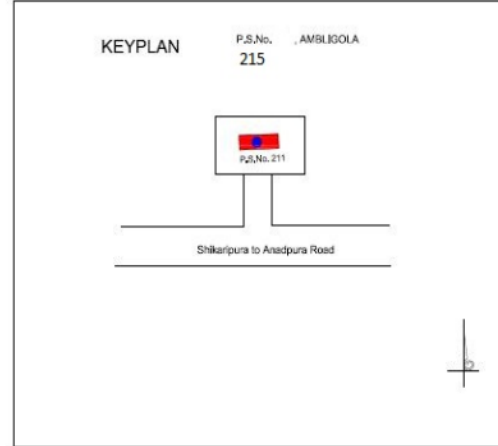 KEYPLAN
P.S.No. , AMBLIGOLA
215
P.S.No. 211
Shikaripura to Anadpura Road